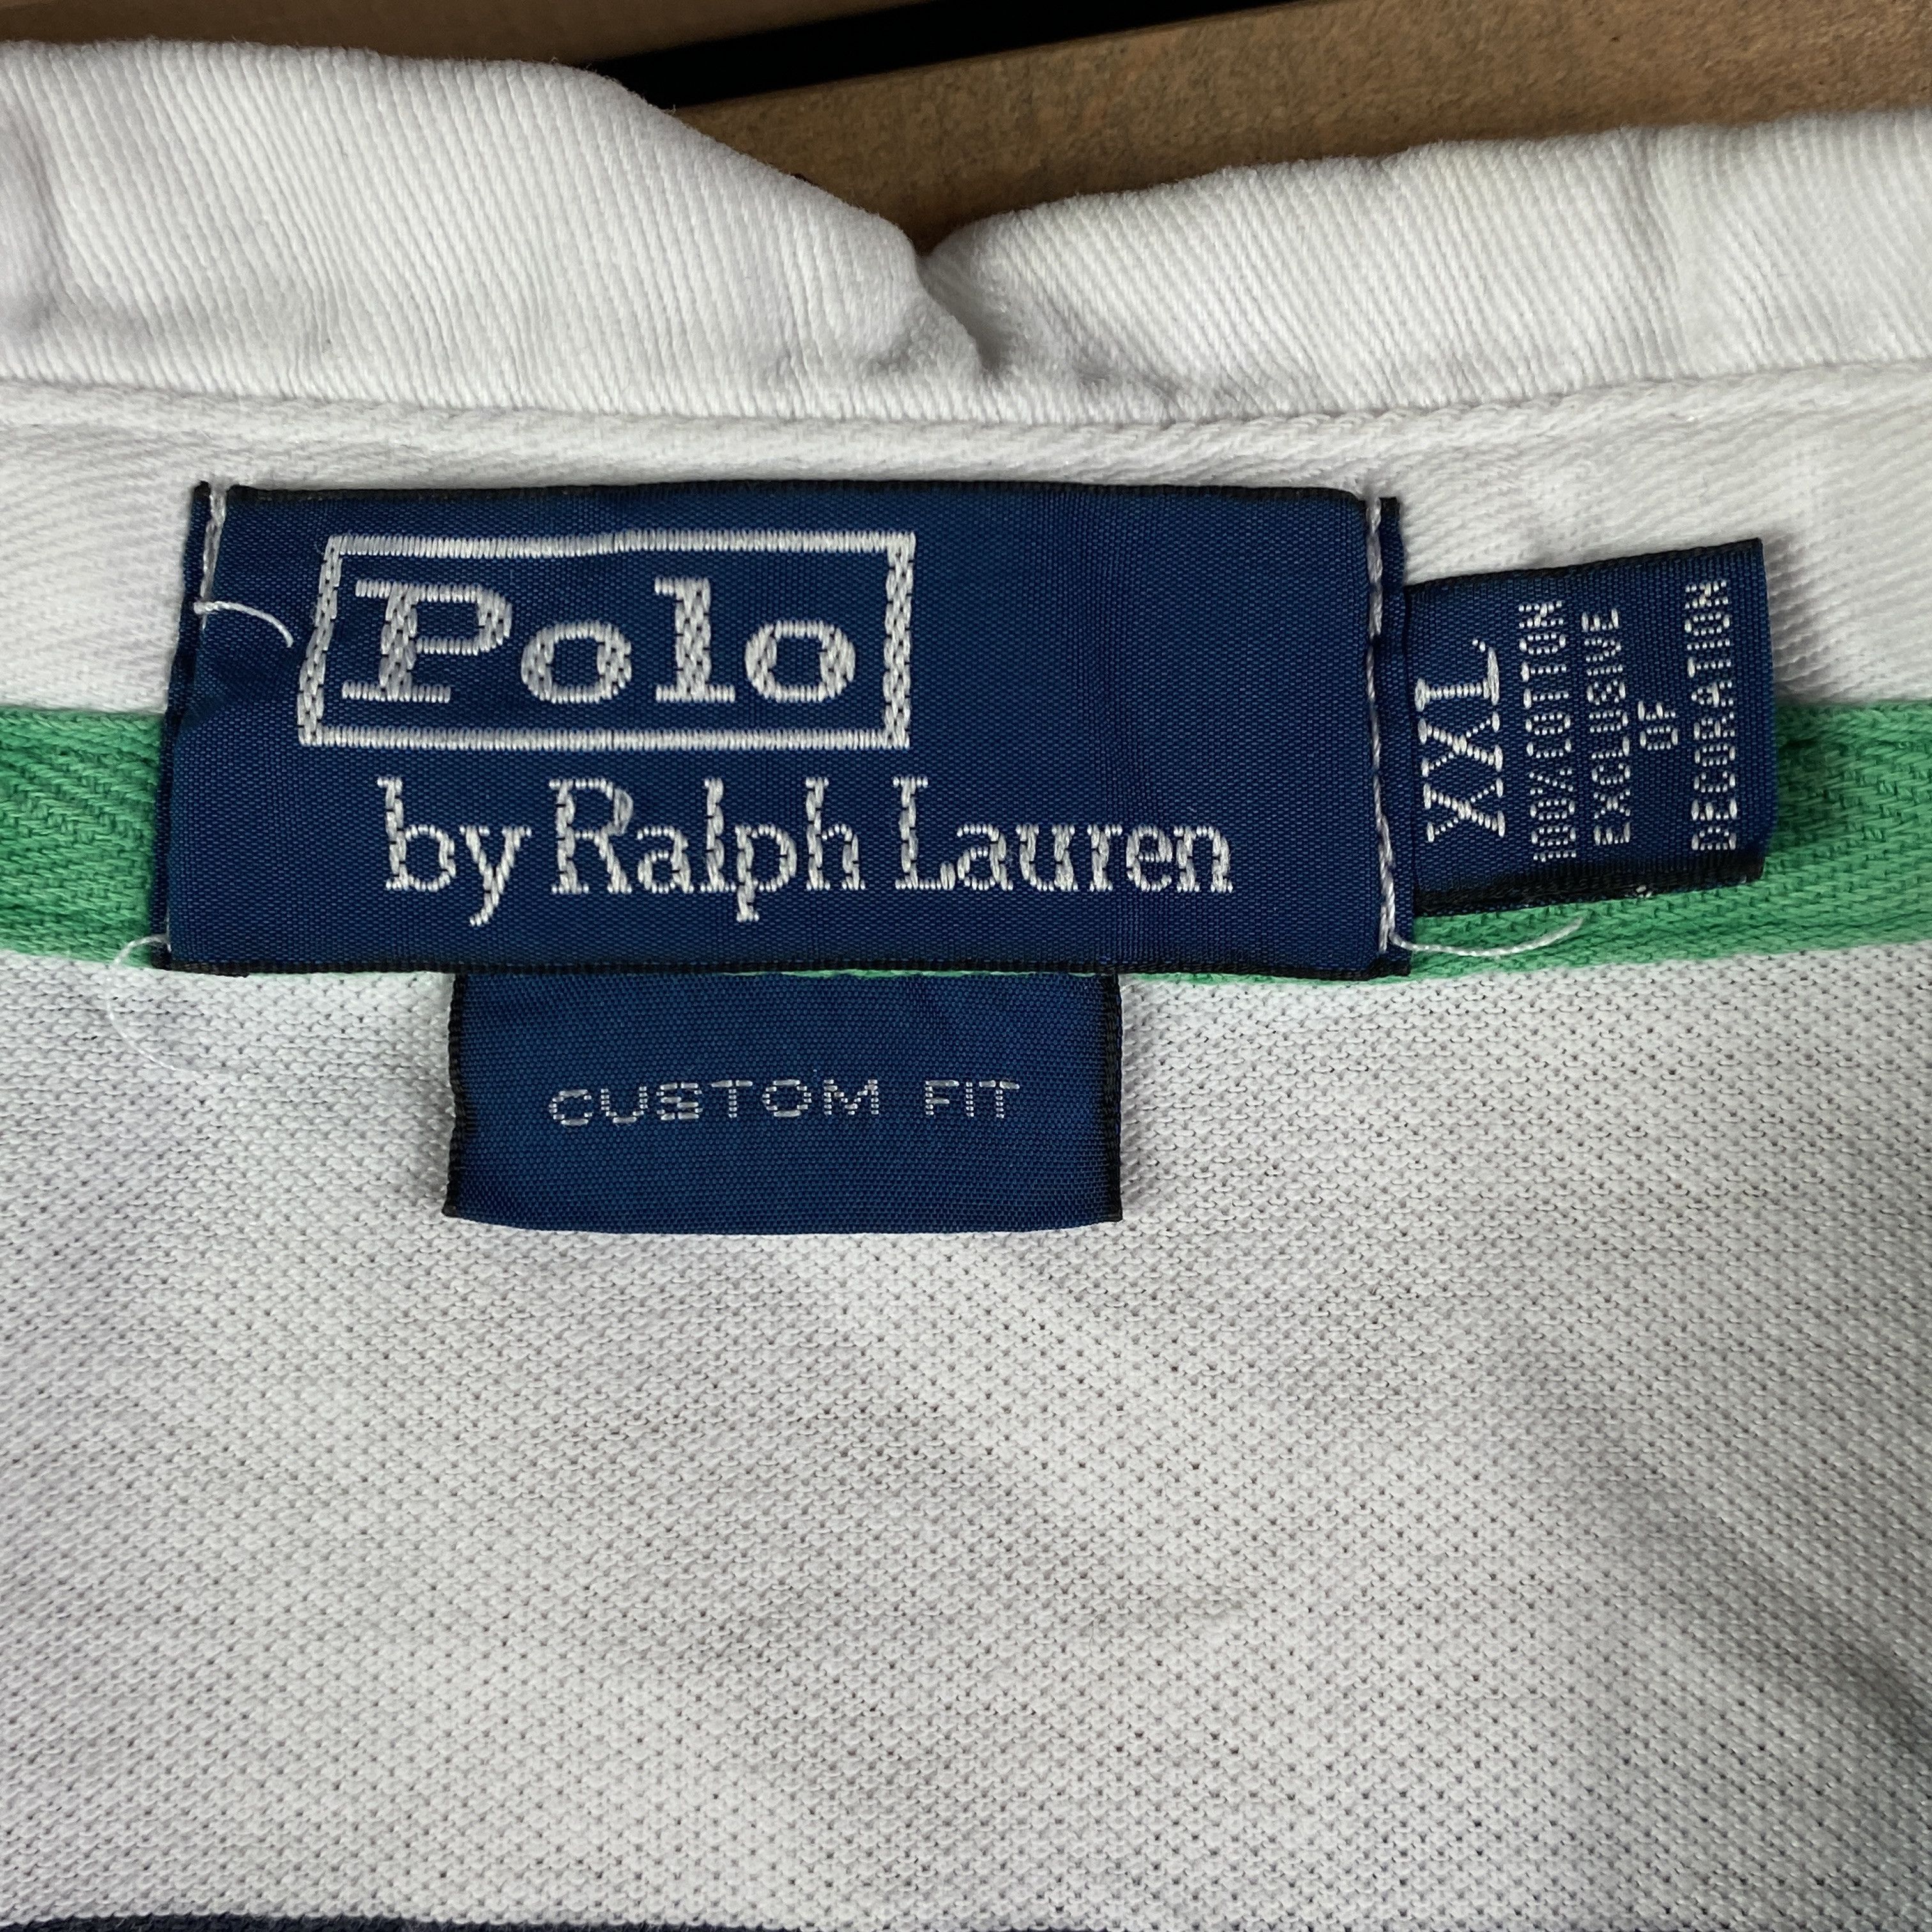 Polo
by Ralph Lauren
XXL
100% COTTON
EXCLUSIVE
OF
DECORATION
CUSTOM FIT